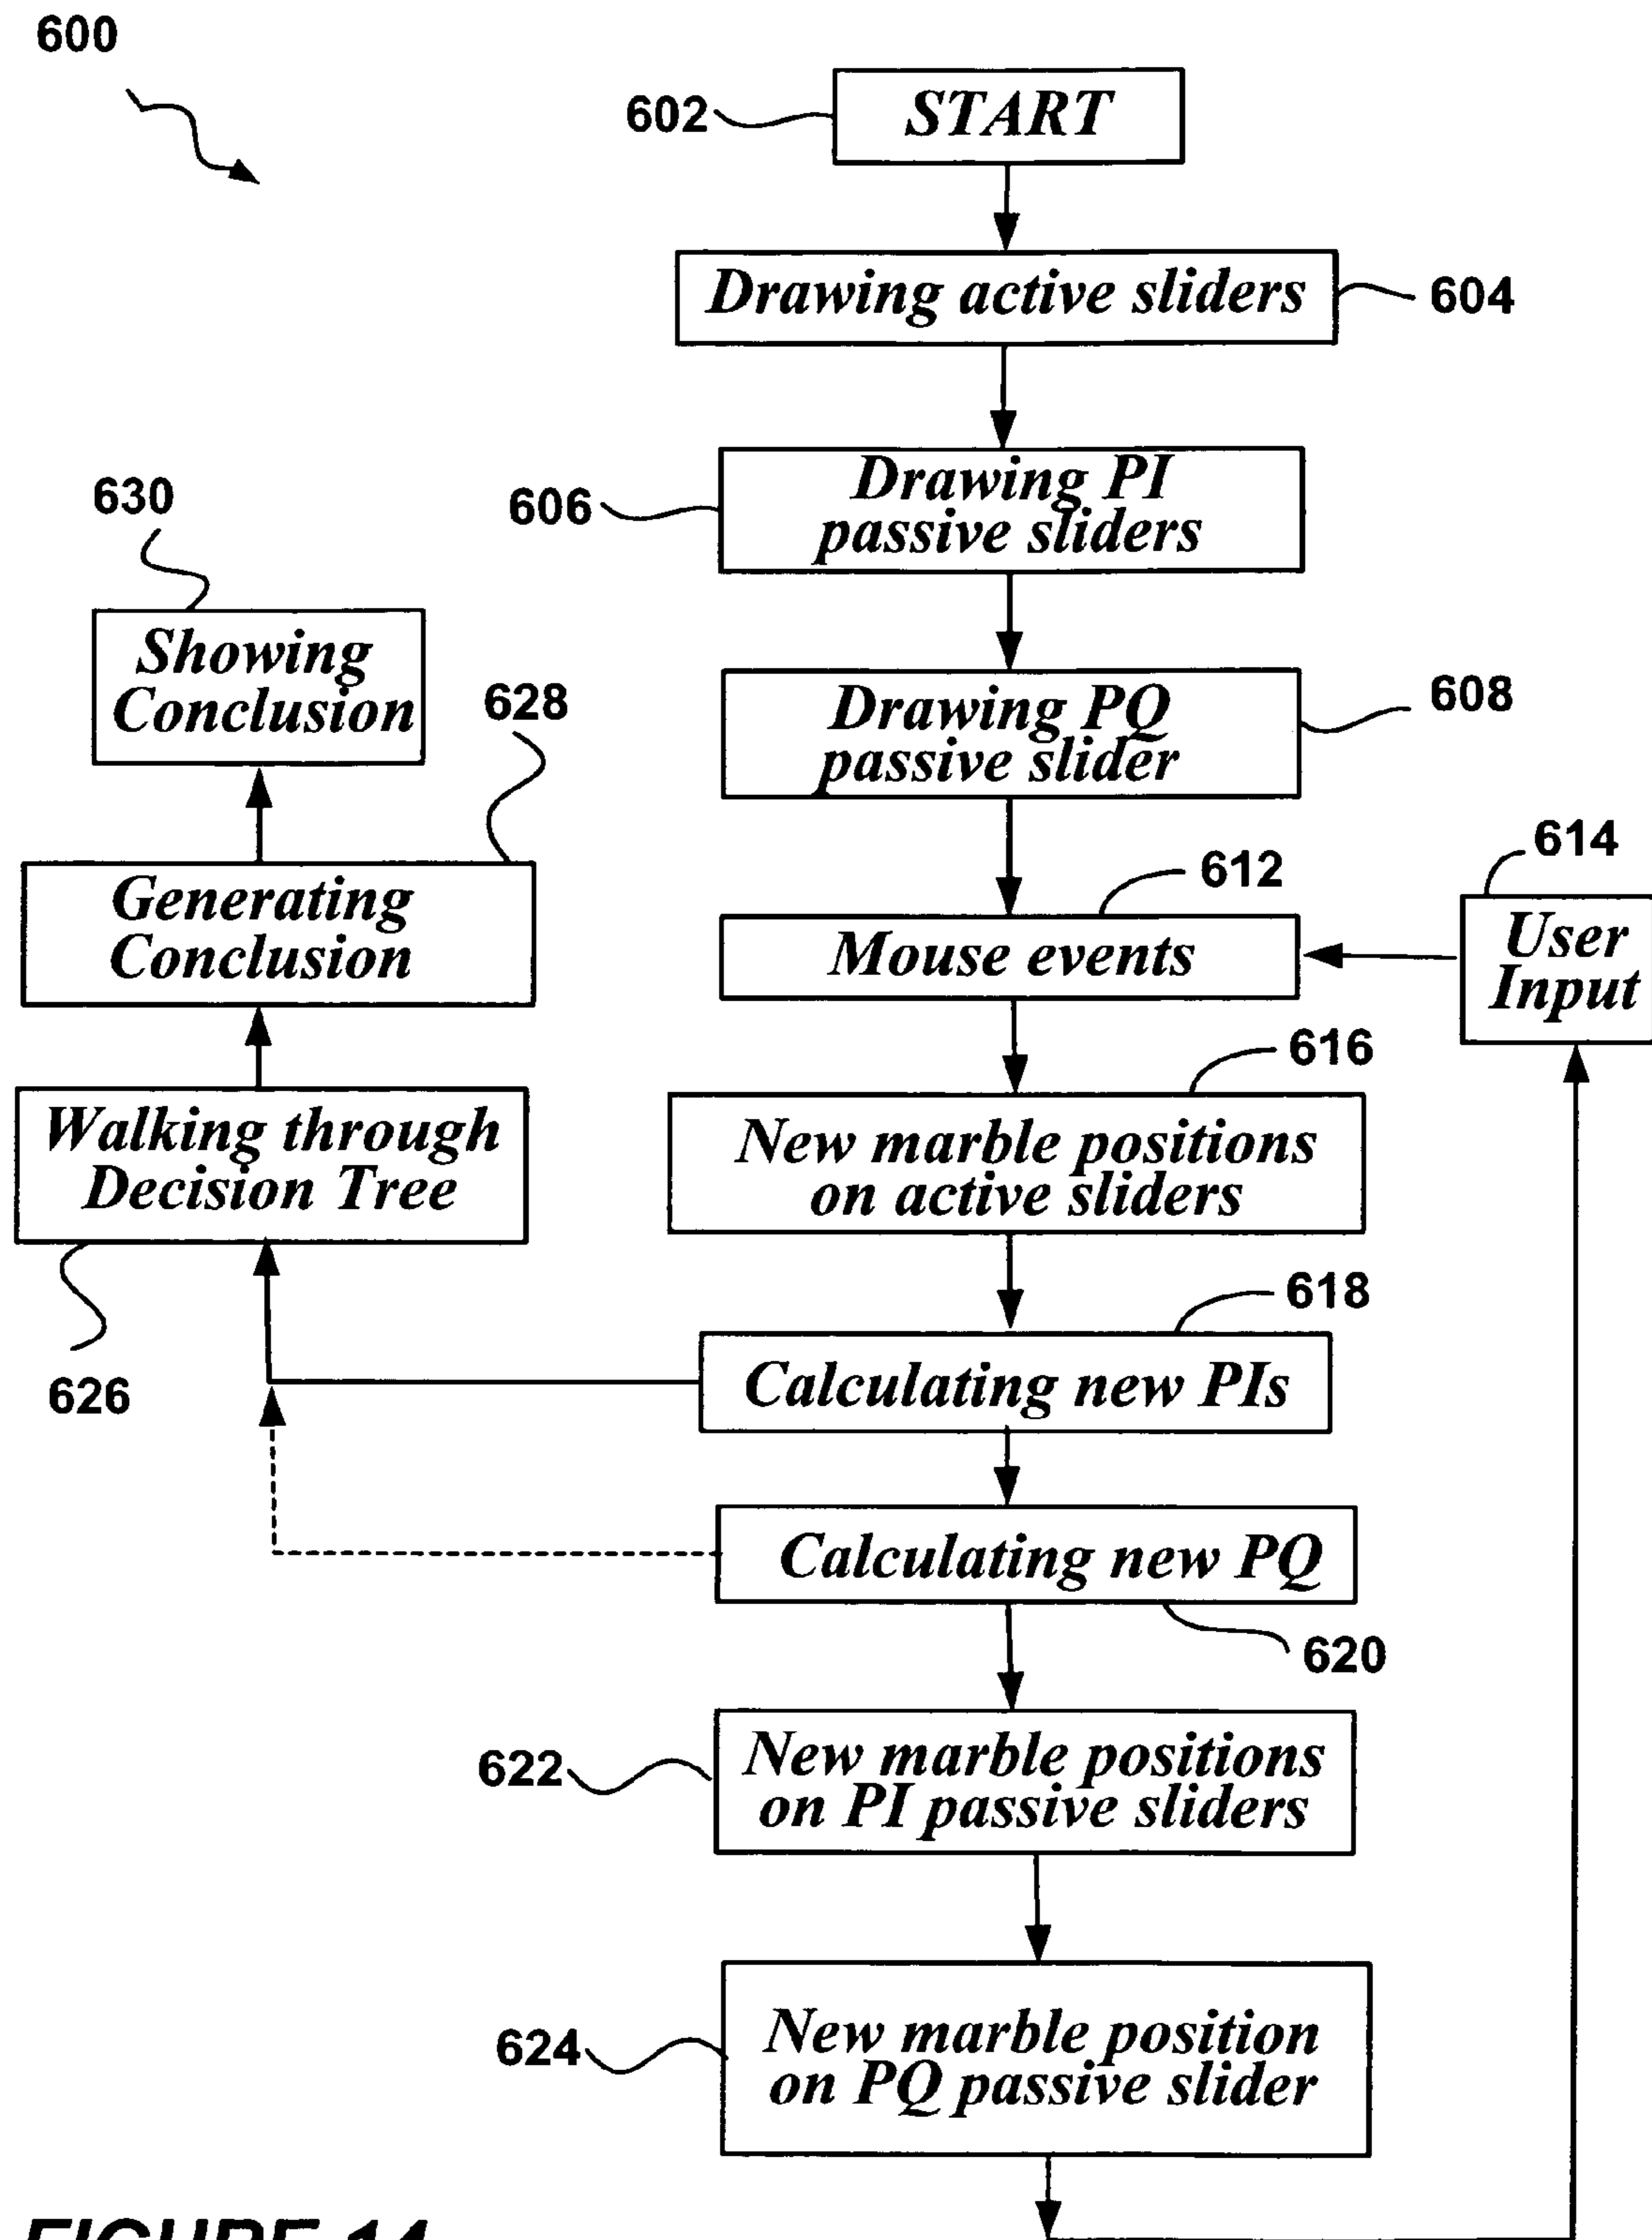 600
602
START
Drawing active sliders
604
606
Drawing PI
passive sliders
608
Drawing PQ
passive slider
612
Mouse events
614
User
Input
616
New marble positions
on active sliders
618
Calculating new PIs
Calculating new PQ
620
622
New marble positions
on PI passive sliders
624
New marble position
on PQ passive slider
630
Showing
Conclusion
628
Generating
Conclusion
Walking through
Decision Tree
626
FIGURE 14